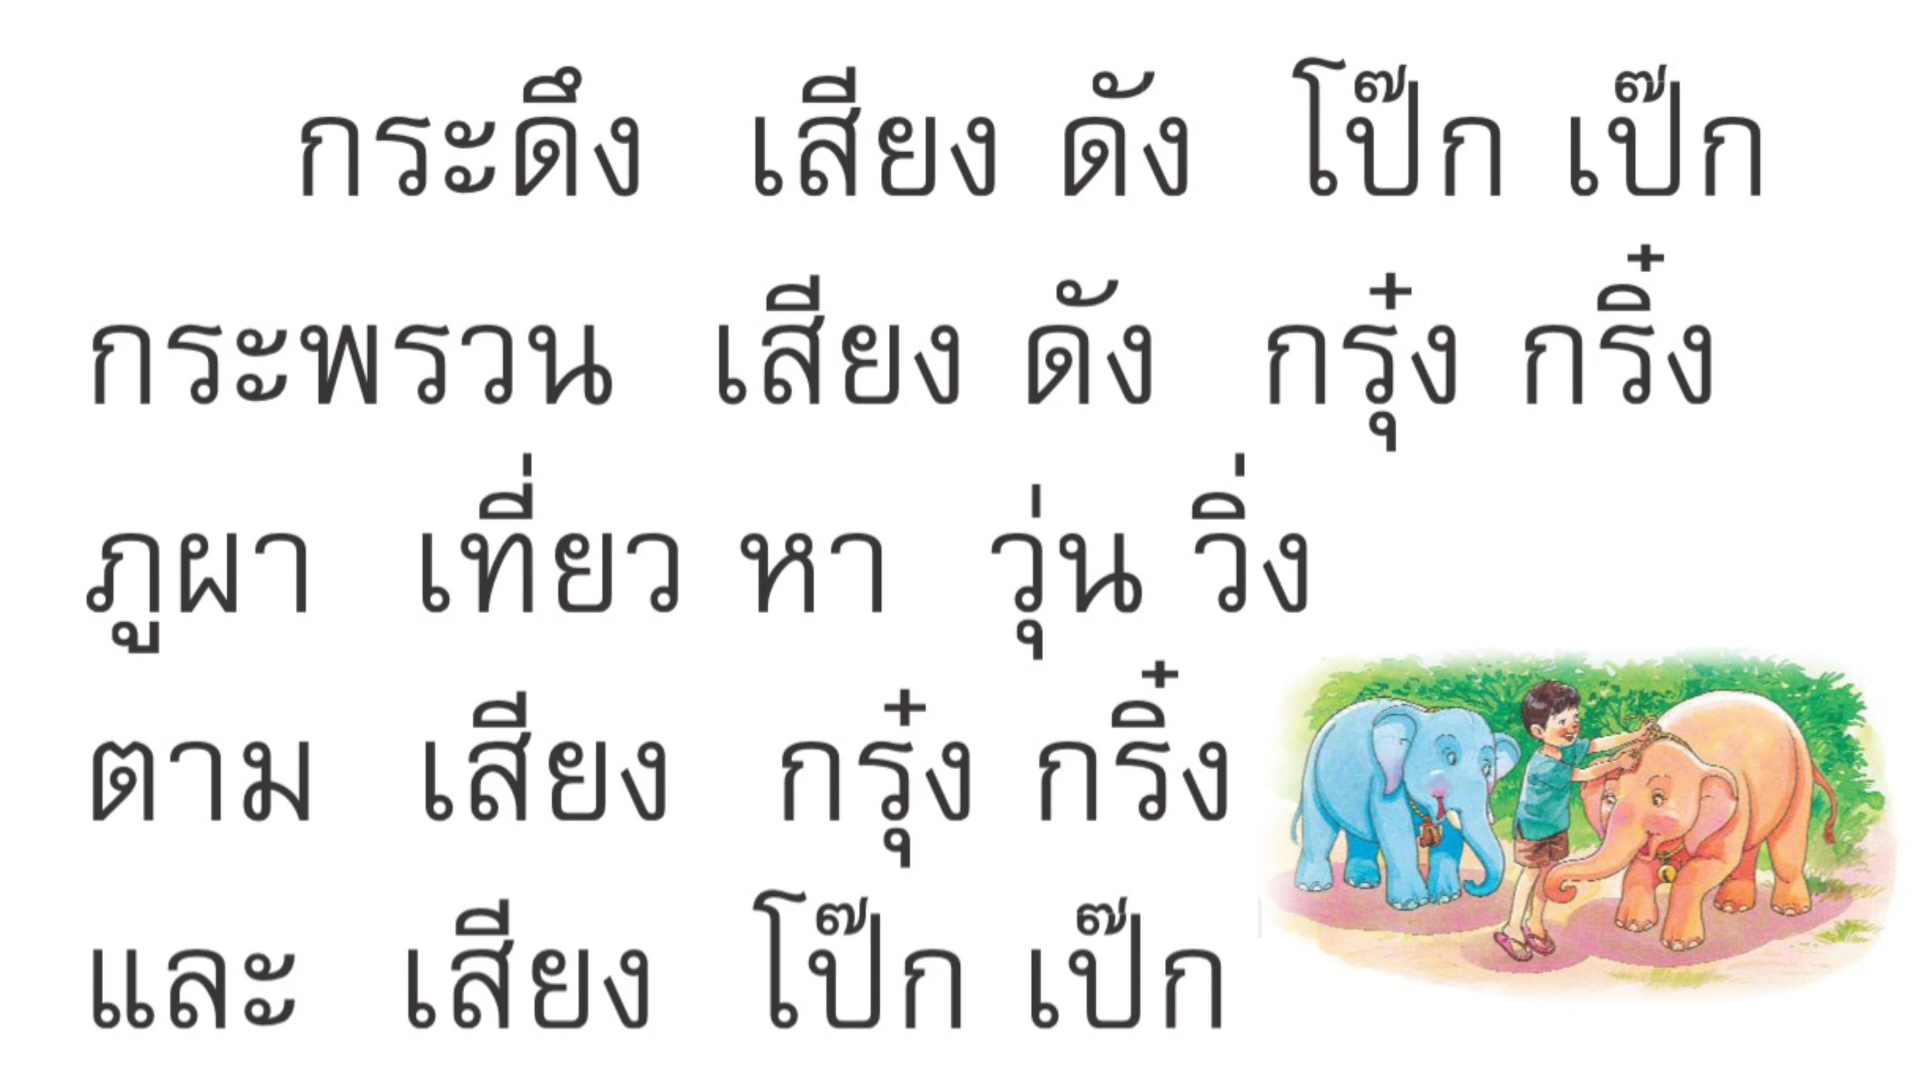 กระดึง เสียง ดัง โป๊ก เป๊ก
กระพรวน เสียง ดัง กรุ๋ง กริ๋ง
ภูผา เที่ยว หา วุ่น วิ่ง
ตาม เสียง กรุ๋ง กริ๋ง
และ เสียง โป๊ก เป๊ก